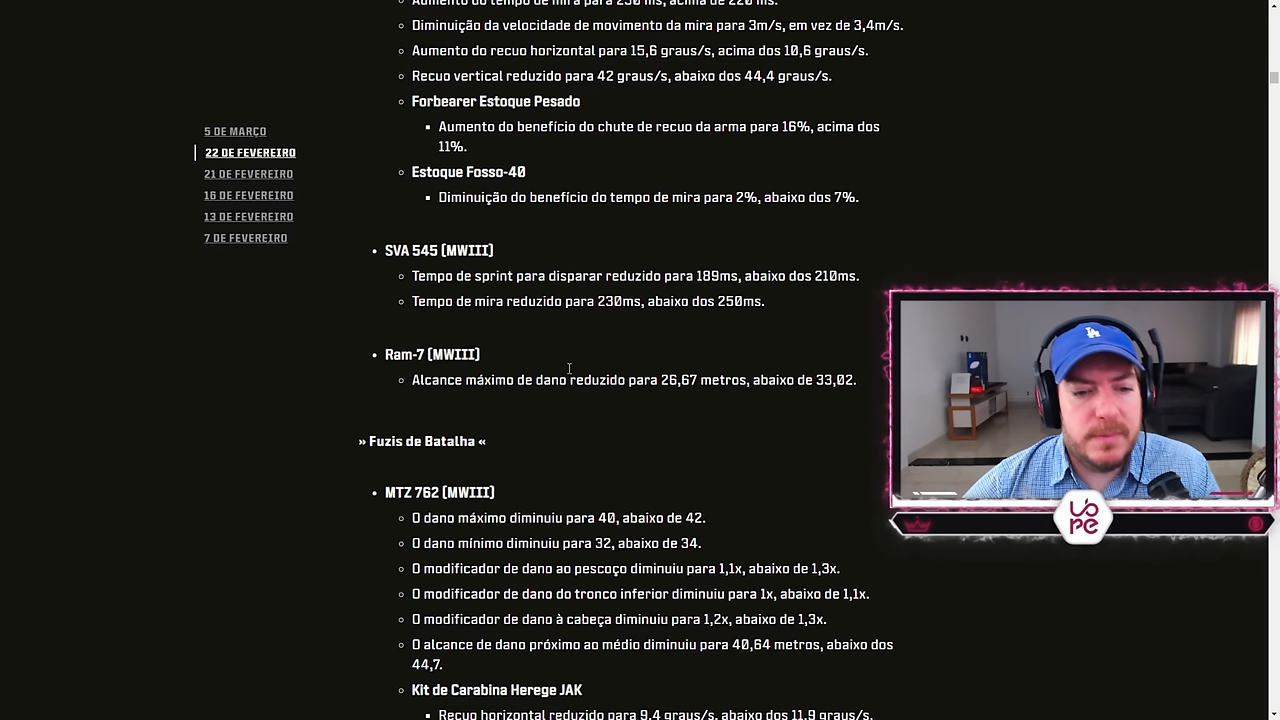 Aumento do tempo de mira para 250 ms, acima de 220 ms.
Diminuição da velocidade de movimento da mira para 3m/s, em vez de 3,4m/s.
Aumento do recuo horizontal para 15,6 graus/s, acima dos 10,6 graus/s.
Recuo vertical reduzido para 42 graus/s, abaixo dos 44,4 graus/s.
Forbearer Estoque Pesado
Aumento do benefício do chute de recuo da arma para 16%, acima dos
11%.
Estoque Fosso-40
Diminuição do benefício do tempo de mira para 2%, abaixo dos 7%.
5 DE MARÇO
22 DE FEVEREIRO
21 DE FEVEREIRO
16 DE FEVEREIRO
13 DE FEVEREIRO
7 DE FEVEREIRO
SVA 545 (MWIII)
Tempo de sprint para disparar reduzido para 189ms, abaixo dos 210ms.
Tempo de mira reduzido para 230ms, abaixo dos 250ms.
Ram-7 (MWIII)
Alcance máximo de dano reduzido para 26,67 metros, abaixo de 33,02.
» Fuzis de Batalha «
MTZ 762 (MWIII)
O dano máximo diminuiu para 40, abaixo de 42.
O dano mínimo diminuiu para 32, abaixo de 34.
O modificador de dano ao pescoço diminuiu para 1,1x, abaixo de 1,3x.
O modificador de dano do tronco inferior diminuiu para 1x, abaixo de 1,1x.
O modificador de dano à cabeça diminuiu para 1,2x, abaixo de 1,3x.
O alcance de dano próximo ao médio diminuiu para 40,64 metros, abaixo dos
44,7.
Kit de Carabina Herege JAK
Recuo horizontal reduzido para 9,4 graus/s, abaixo dos 11,9 graus/s.
LA